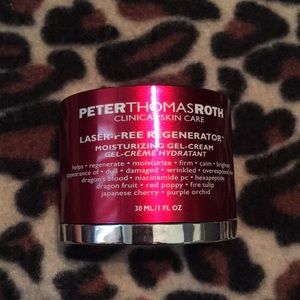 PETERTHOMASROTH
CLINICAL SKIN CARE
LASER-FREE REGENERATOR™
MOISTURIZING GEL-CREAM
GEL-CRÈME HYDRATANT
helps • regenerate • moisturize • firm • calm • brighten
appearance of • dull • damaged • wrinkled • overexposed skin
dragon's blood • niacinamide pc • hexapeptide
dragon fruit • red poppy • fire tulip
japanese cherry • purple orchid
30 ML/1 FL OZ